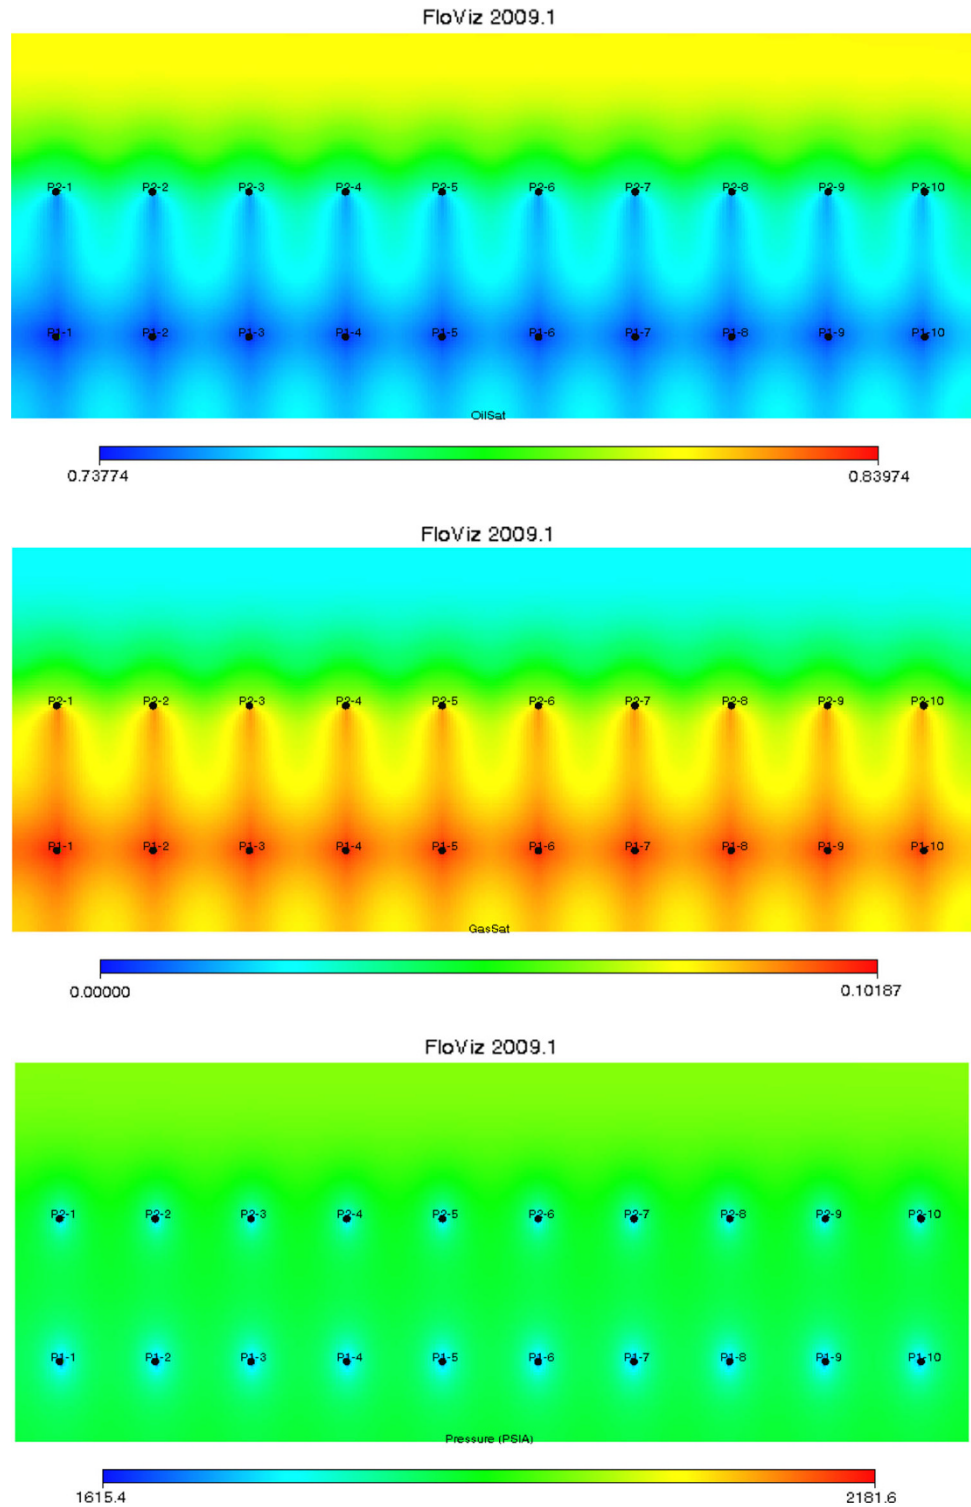 FloViz 2009.1
P2-1 P2-2 P2-3 P2-4 P2-5 P2-6 P2-7 P2-8 P2-9 P2-10
P1-1 P1-2 P1-3 P1-4 P1-5 P1-6 P1-7 P1-8 P1-9 P1-10
OilSat
0.73774 0.83974
FloViz 2009.1
P2-1 P2-2 P2-3 P2-4 P2-5 P2-6 P2-7 P2-8 P2-9 P2-10
P1-1 P1-2 P1-3 P1-4 P1-5 P1-6 P1-7 P1-8 P1-9 P1-10
GasSat
0.00000 0.10187
FloViz 2009.1
P2-1 P2-2 P2-3 P2-4 P2-5 P2-6 P2-7 P2-8 P2-9 P2-10
P1-1 P1-2 P1-3 P1-4 P1-5 P1-6 P1-7 P1-8 P1-9 P1-10
Pressure (PSIA)
1615.4 2181.6